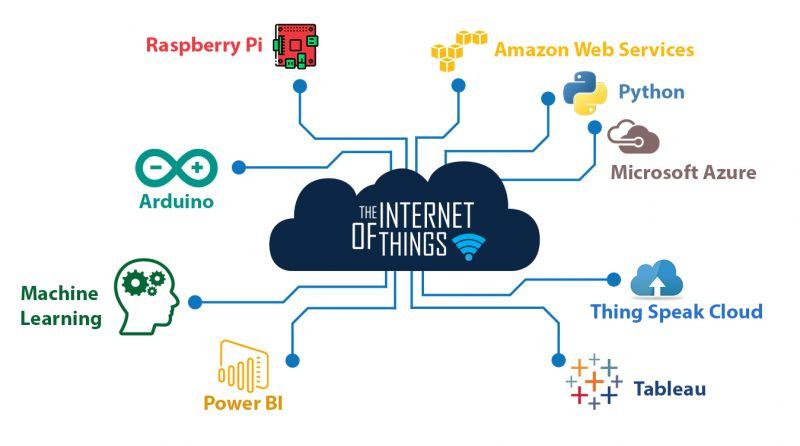 Raspberry Pi
Amazon Web Services
Python
Microsoft Azure
Arduino
THE INTERNET
OF THINGS
Machine
Learning
Thing Speak Cloud
Power BI
Tableau